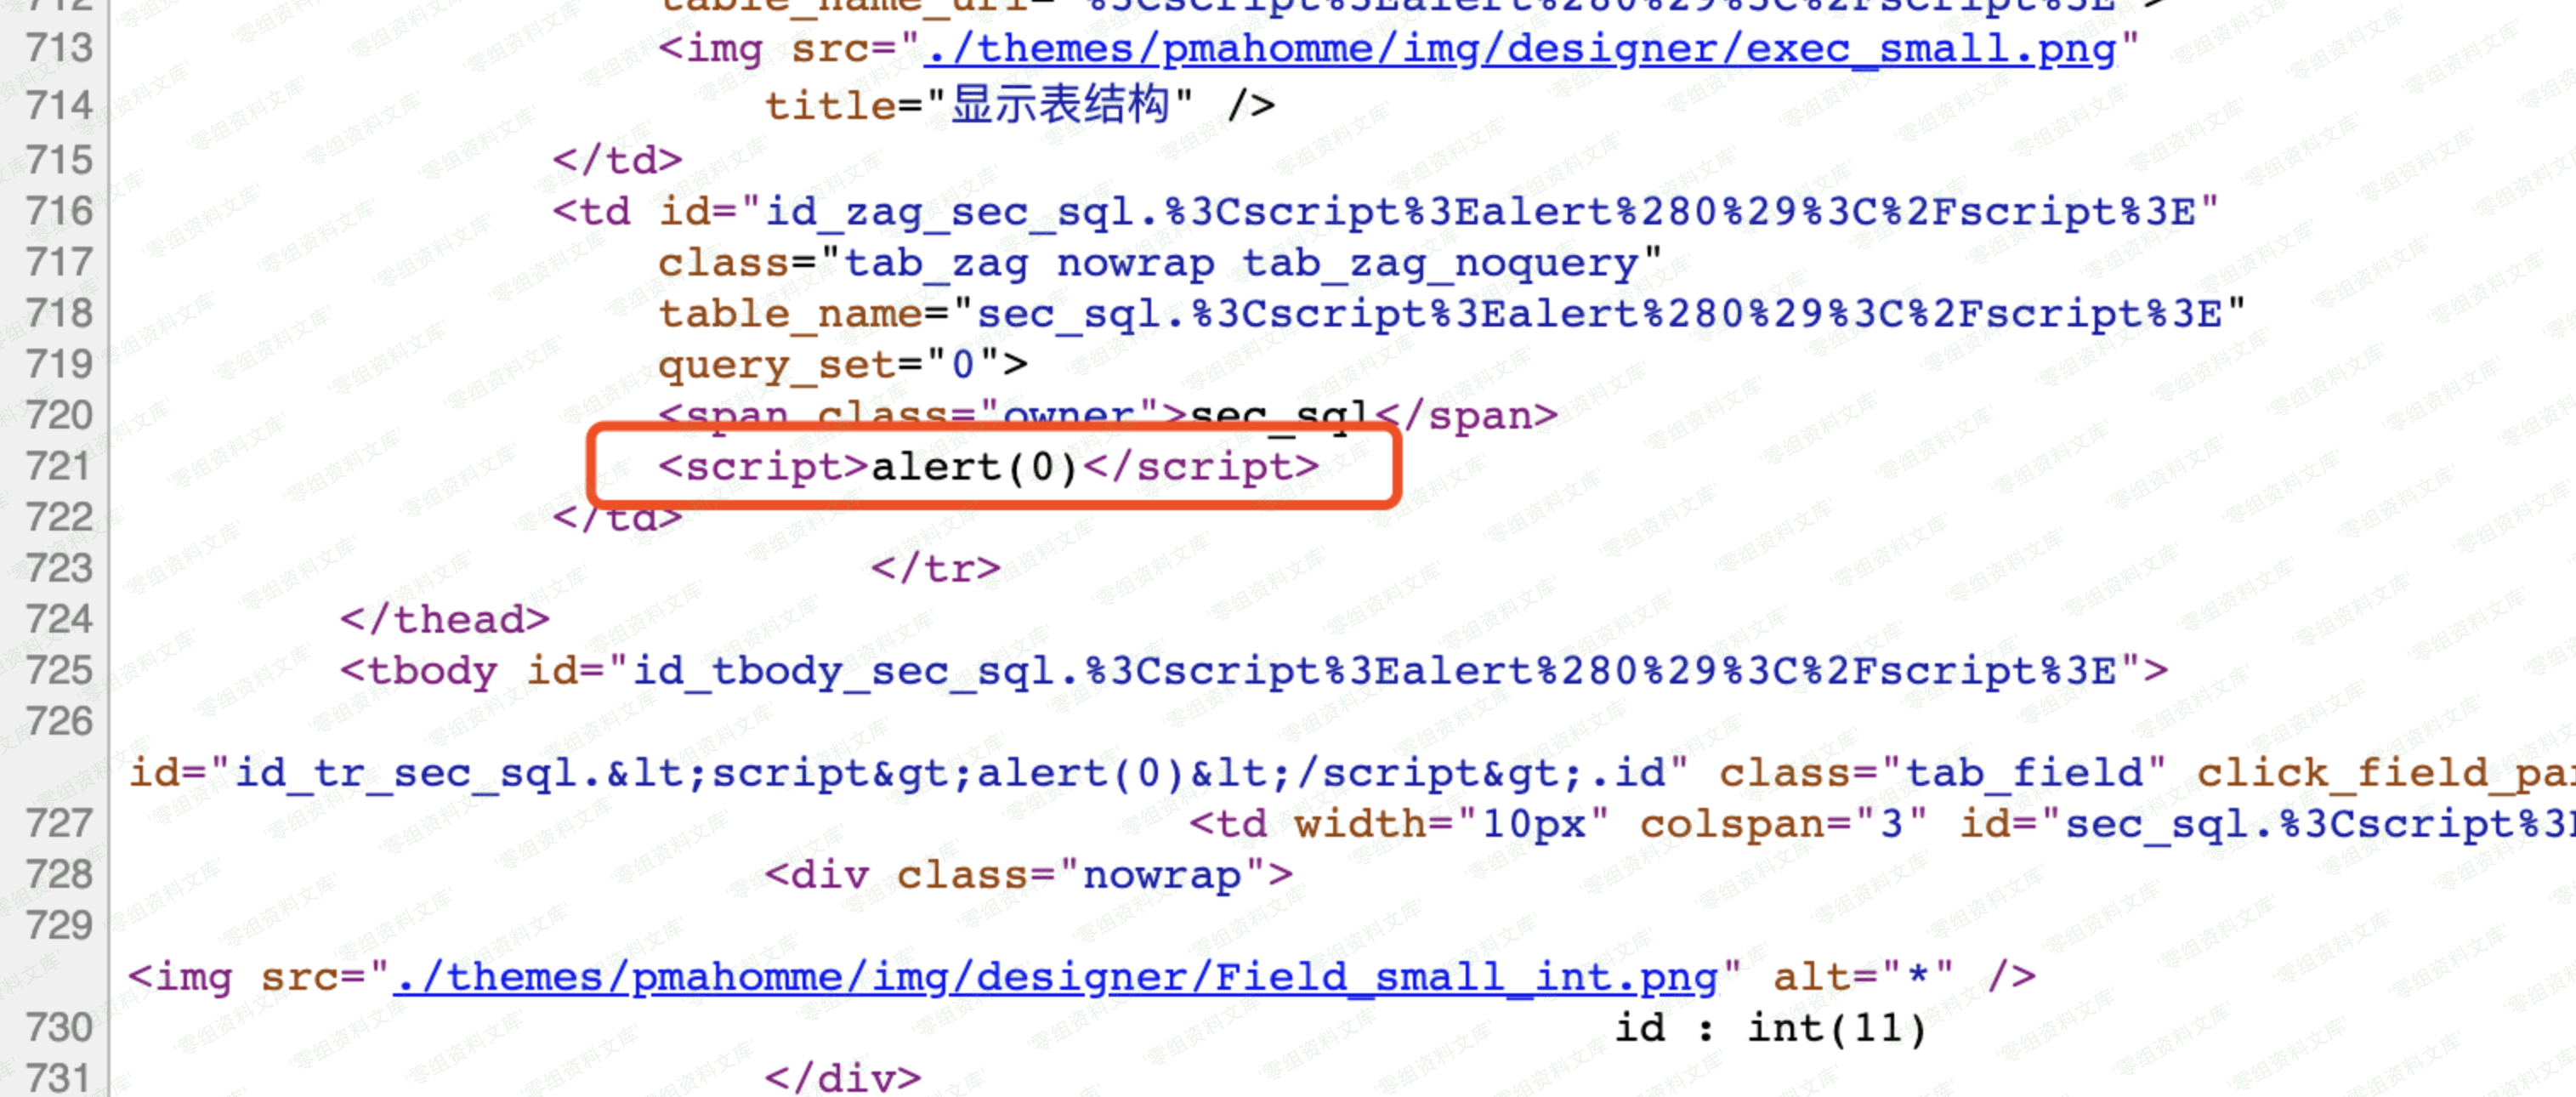 712 table_name_url="%3Cscript%3Ealert%280%29%3C%2Fscript%3E">
713 <img src="./themes/pmahomme/img/designer/exec_small.png"
714 title="显示表结构" />
715 </td>
716 <td id="id_zag_sec_sql.%3Cscript%3Ealert%280%29%3C%2Fscript%3E"
717 class="tab_zag nowrap tab_zag_noquery"
718 table_name="sec_sql.%3Cscript%3Ealert%280%29%3C%2Fscript%3E"
719 query_set="0">
720 <span class="owner">sec_sql</span>
721 <script>alert(0)</script>
722 </td>
723 </tr>
724 </thead>
725 <tbody id="id_tbody_sec_sql.%3Cscript%3Ealert%280%29%3C%2Fscript%3E">
726
id="id_tr_sec_sql.&lt;script&gt;alert(0)&lt;/script&gt;.id" class="tab_field" click_field_pa
727 <td width="10px" colspan="3" id="sec_sql.%3Cscript%3
728 <div class="nowrap">
729
<img src="./themes/pmahomme/img/designer/Field_small_int.png" alt="*" />
730 id : int(11)
731 </div>
零组资料文库